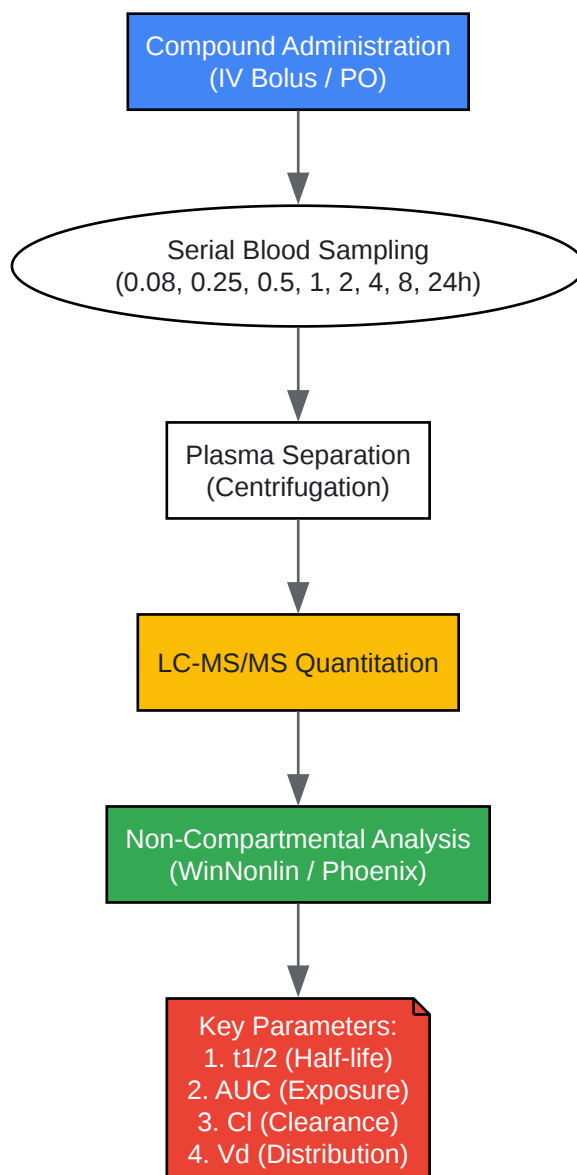 Compound Administration
(IV Bolus / PO)
Serial Blood Sampling
(0.08, 0.25, 0.5, 1, 2, 4, 8, 24h)
Plasma Separation
(Centrifugation)
LC-MS/MS Quantitation
Non-Compartmental Analysis
(WinNonlin / Phoenix)
Key Parameters:
1. t1/2 (Half-life)
2. AUC (Exposure)
3. Cl (Clearance)
4. Vd (Distribution)